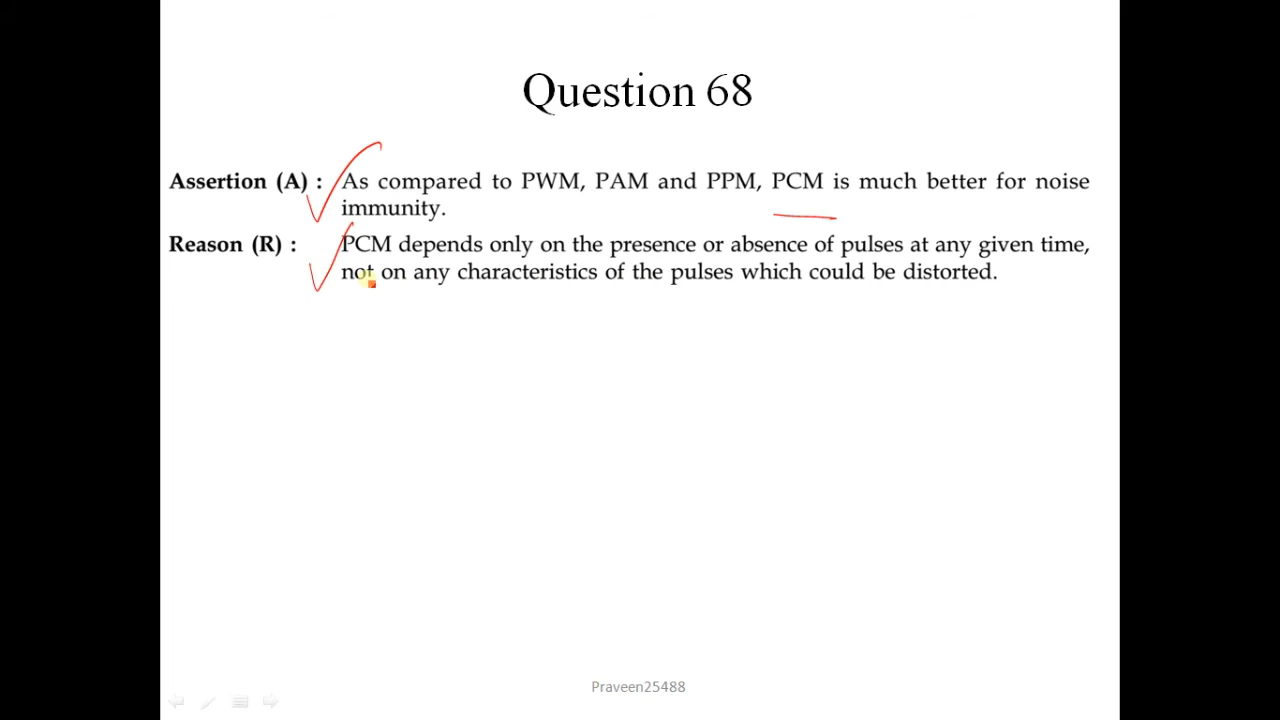 Question 68
Assertion (A) : As compared to PWM, PAM and PPM, PCM is much better for noise
immunity.
Reason (R) : PCM depends only on the presence or absence of pulses at any given time,
not on any characteristics of the pulses which could be distorted.
Praveen25488